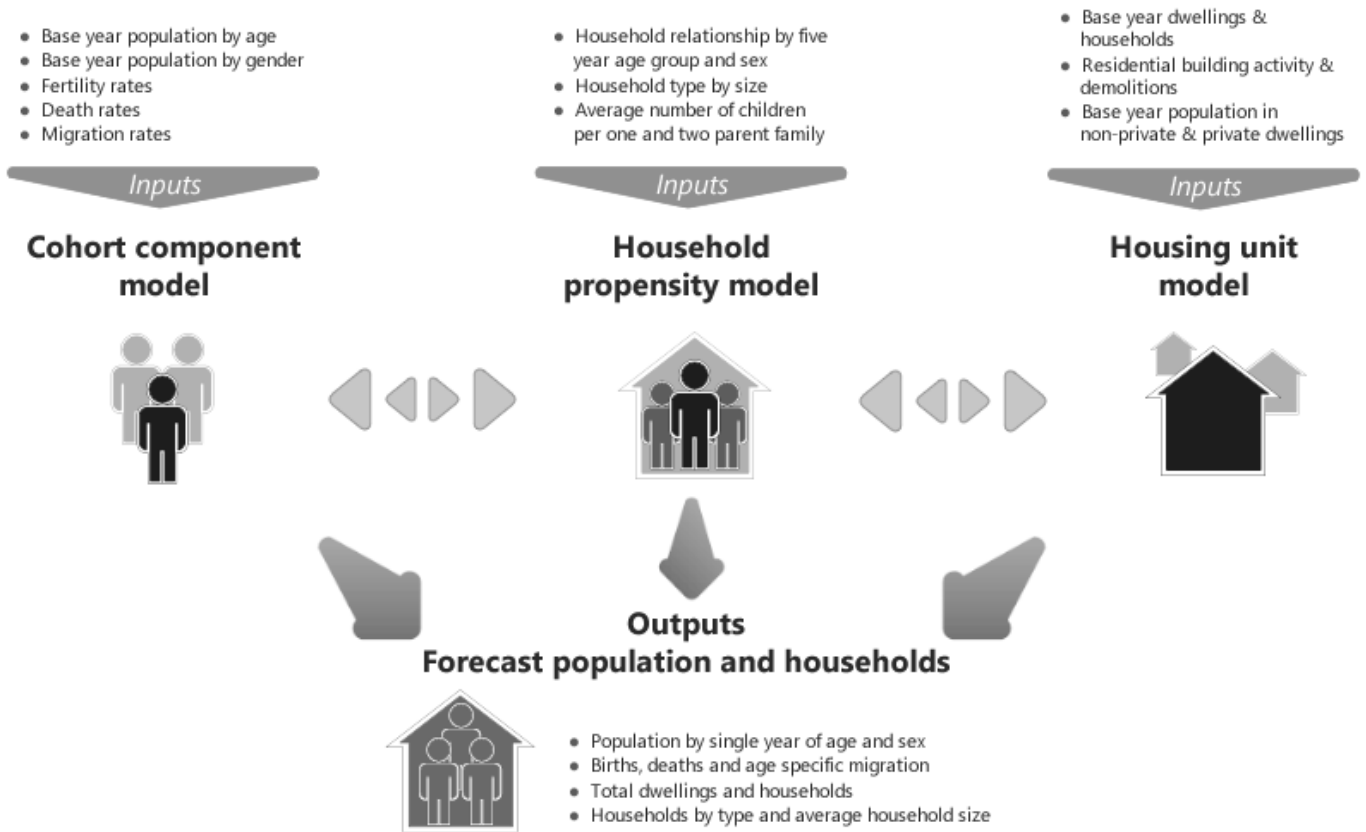 • Base year population by age
• Base year population by gender
• Fertility rates
• Death rates
• Migration rates
Inputs
Cohort component
model
• Household relationship by five
year age group and sex
• Household type by size
• Average number of children
per one and two parent family
Inputs
Household
propensity model
• Base year dwellings &
households
• Residential building activity &
demolitions
• Base year population in
non-private & private dwellings
Inputs
Housing unit
model
Outputs
Forecast population and households
• Population by single year of age and sex
• Births, deaths and age specific migration
• Total dwellings and households
• Households by type and average household size